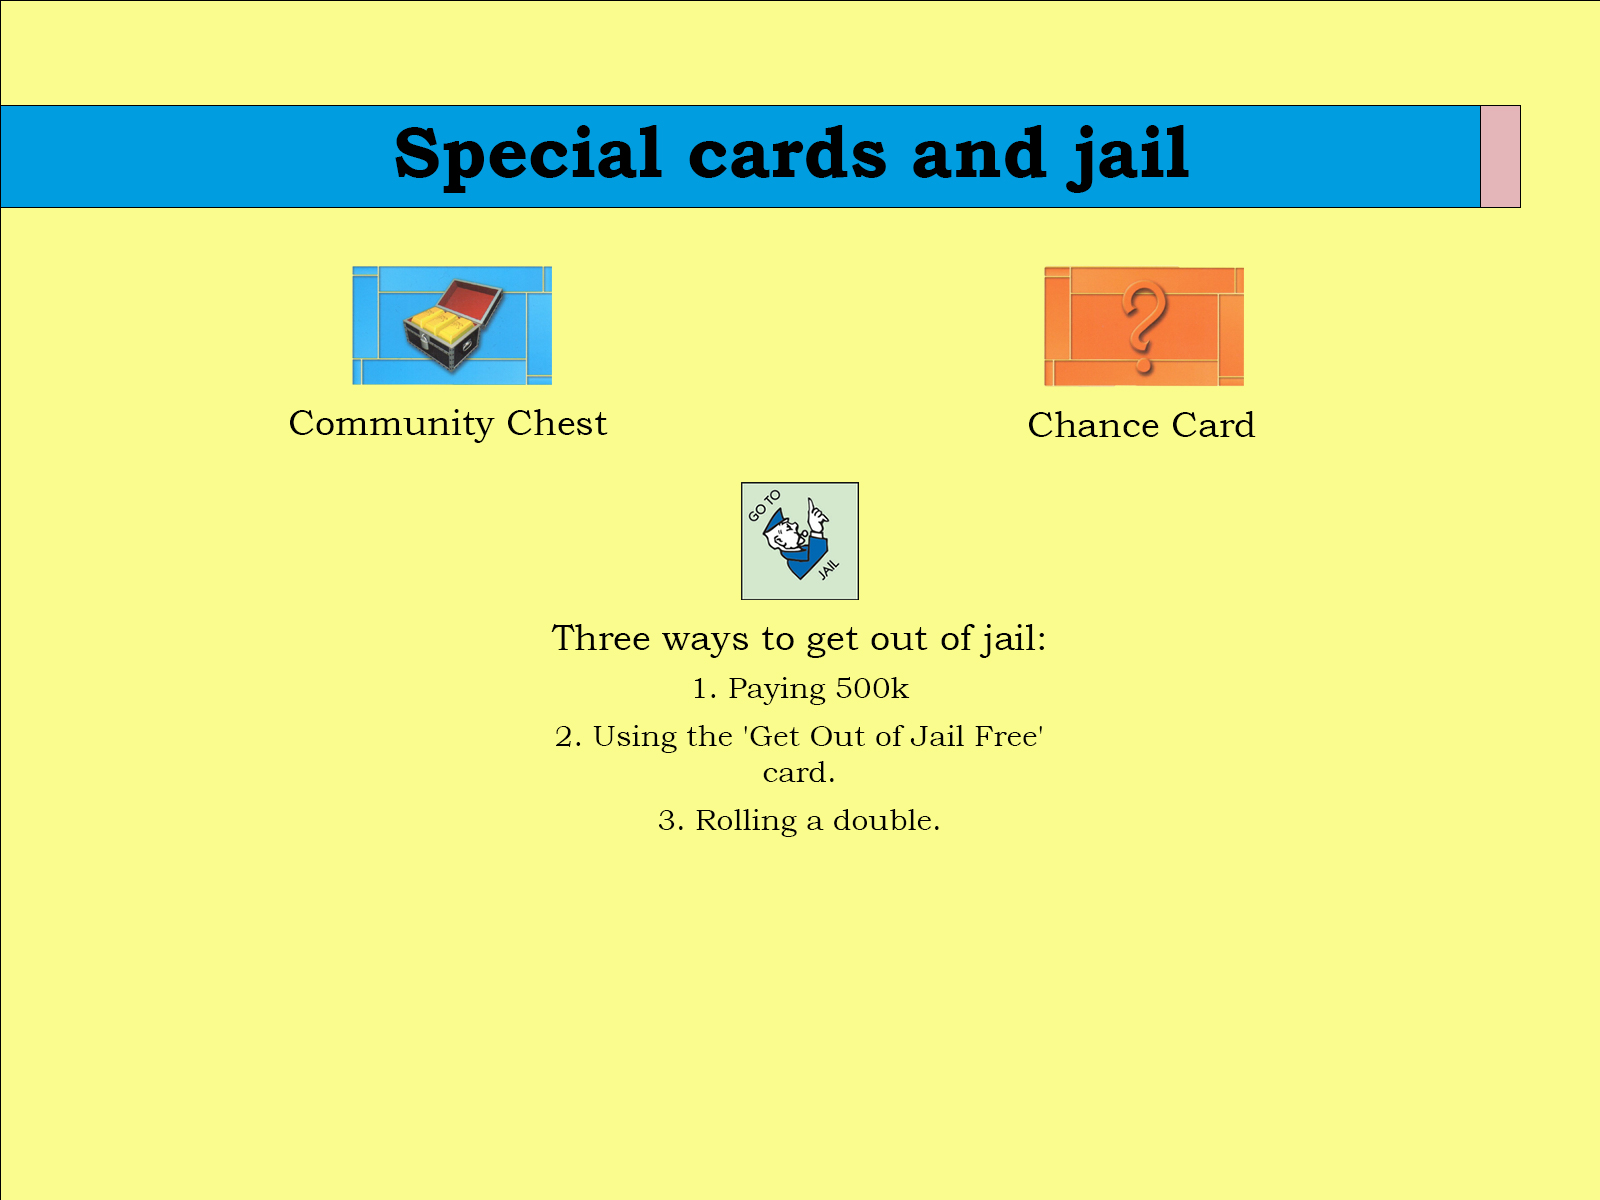 Special cards and jail
Community Chest
Chance Card
GO TO
JAIL
Three ways to get out of jail:
1. Paying 500k
2. Using the 'Get Out of Jail Free'
card.
3. Rolling a double.